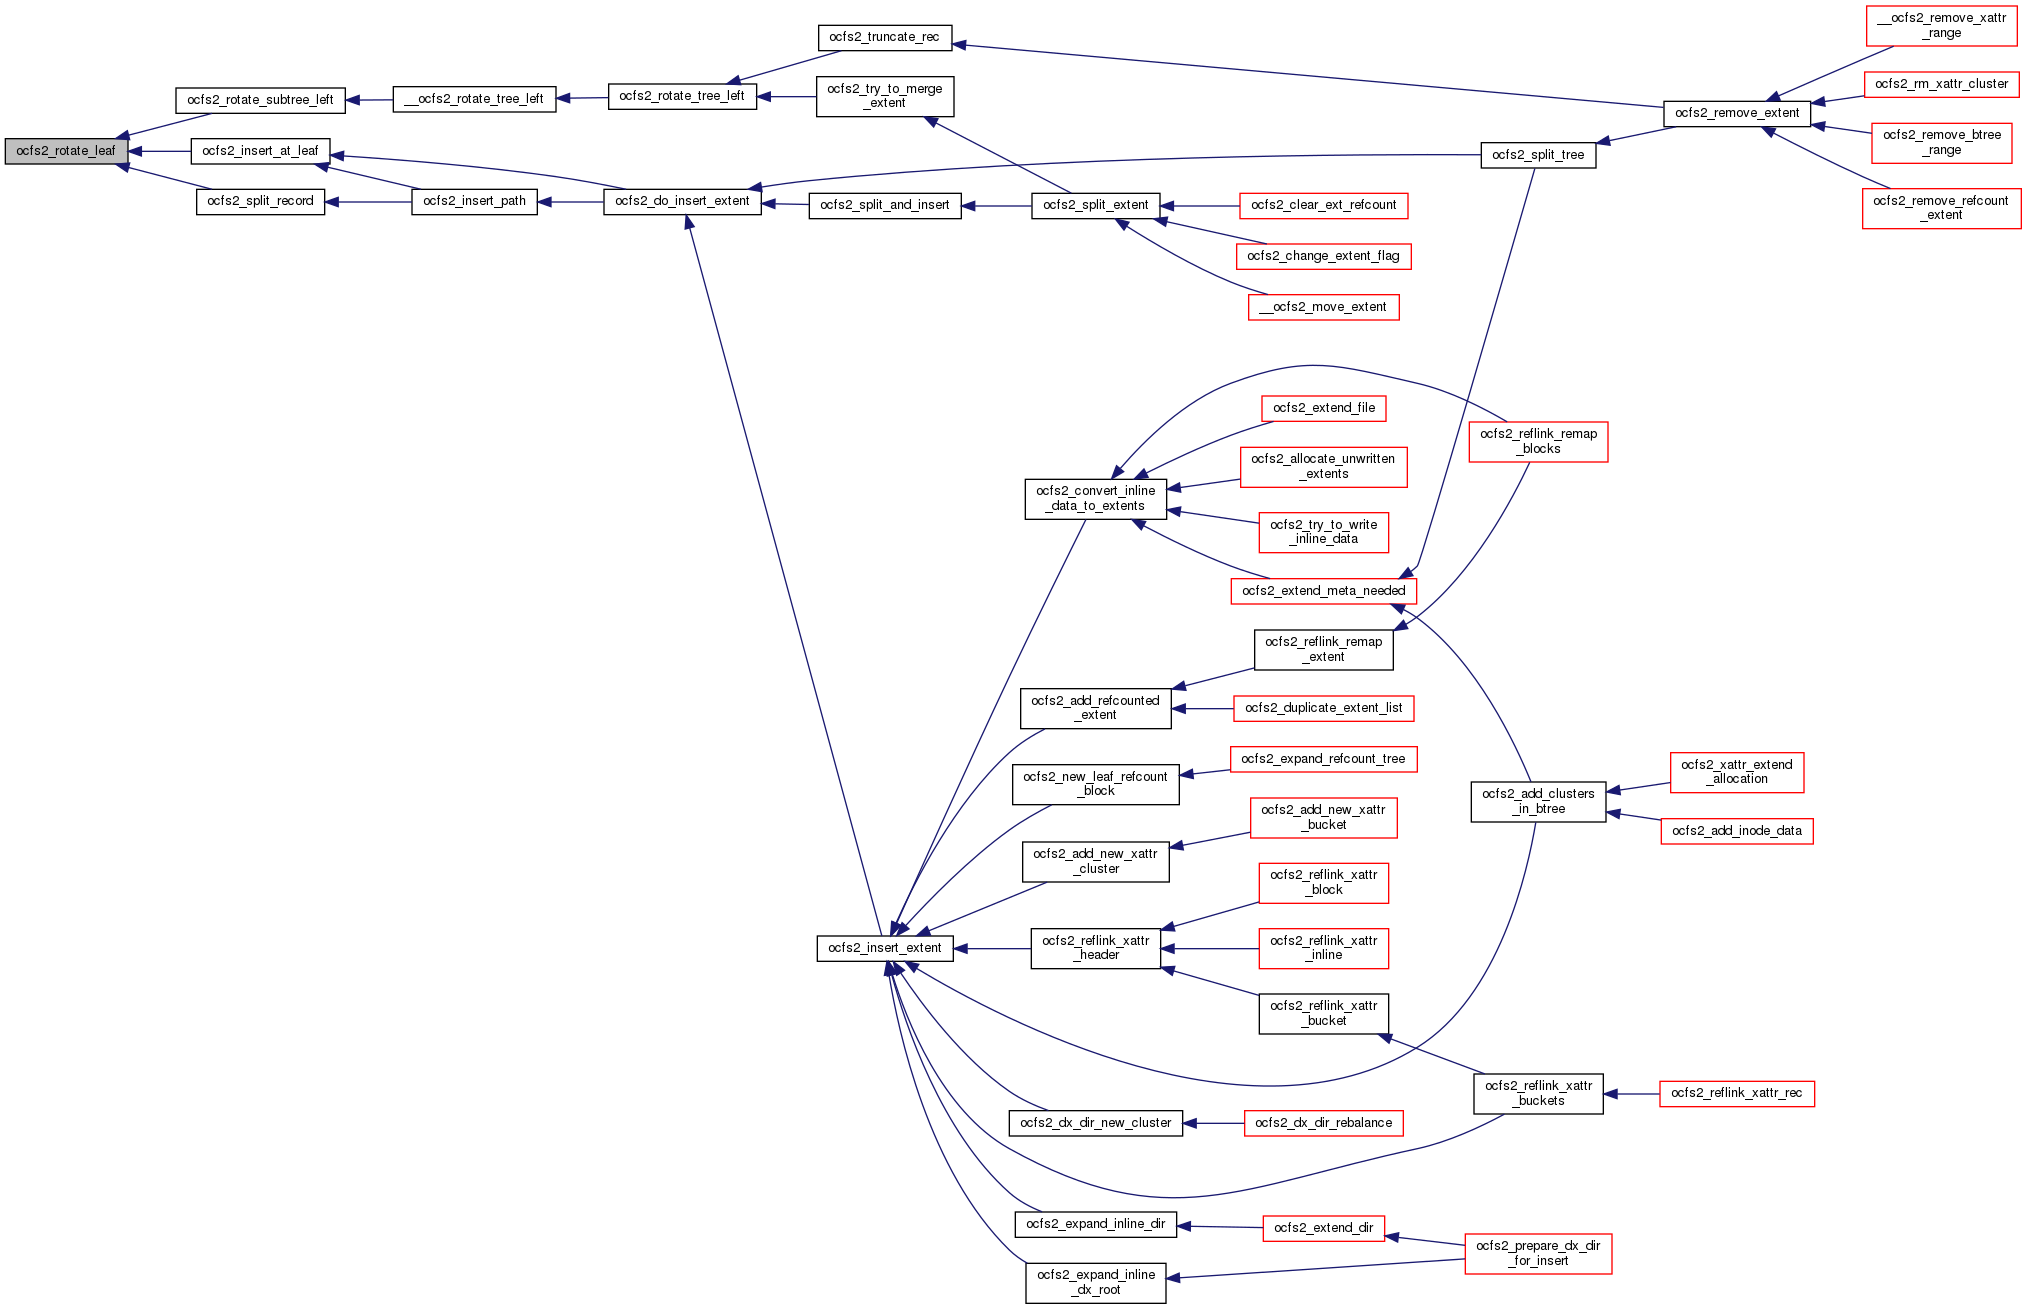 ocfs2_rotate_leaf
ocfs2_rotate_subtree_left
ocfs2_insert_at_leaf
ocfs2_split_record
__ocfs2_rotate_tree_left
ocfs2_insert_path
ocfs2_rotate_tree_left
ocfs2_do_insert_extent
ocfs2_truncate_rec
ocfs2_try_to_merge
_extent
ocfs2_split_and_insert
ocfs2_insert_extent
ocfs2_split_extent
ocfs2_convert_inline
_data_to_extents
ocfs2_add_refcounted
_extent
ocfs2_new_leaf_refcount
_block
ocfs2_add_new_xattr
_cluster
ocfs2_reflink_xattr
_header
ocfs2_dx_dir_new_cluster
ocfs2_expand_inline_dir
ocfs2_expand_inline
_dx_root
ocfs2_clear_ext_refcount
ocfs2_change_extent_flag
__ocfs2_move_extent
ocfs2_extend_file
ocfs2_allocate_unwritten
_extents
ocfs2_try_to_write
_inline_data
ocfs2_extend_meta_needed
ocfs2_reflink_remap
_extent
ocfs2_duplicate_extent_list
ocfs2_expand_refcount_tree
ocfs2_add_new_xattr
_bucket
ocfs2_reflink_xattr
_block
ocfs2_reflink_xattr
_inline
ocfs2_reflink_xattr
_bucket
ocfs2_dx_dir_rebalance
ocfs2_extend_dir
ocfs2_split_tree
ocfs2_reflink_remap
_blocks
ocfs2_add_clusters
_in_btree
ocfs2_reflink_xattr
_buckets
ocfs2_prepare_dx_dir
_for_insert
ocfs2_remove_extent
ocfs2_xattr_extend
_allocation
ocfs2_add_inode_data
ocfs2_reflink_xattr_rec
__ocfs2_remove_xattr
_range
ocfs2_rm_xattr_cluster
ocfs2_remove_btree
_range
ocfs2_remove_refcount
_extent